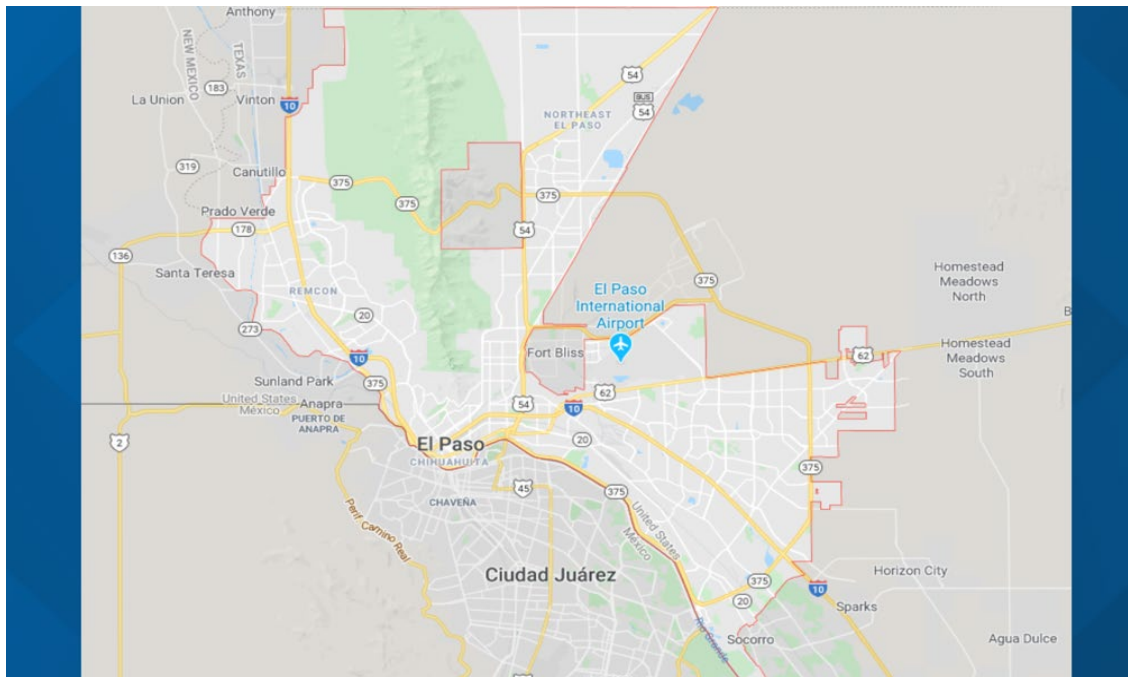 Anthony
NEW MEXICO
TEXAS
183
La Union
Vinton
10
54
BUS
54
NORTHEAST
EL PASO
319
Canutillo
375
375
375
Prado Verde
178
54
136
Santa Teresa
REMCON
El Paso
International
Airport
375
Homestead
Meadows
North
20
273
10
Fort Bliss
62
Homestead
Meadows
South
Sunland Park
375
62
United States
México
Anapra
54
10
PUERTO DE
ANAPRA
2
El Paso
20
CHIHUAHUITA
375
45
375
CHAVEÑA
United States
México
Perif. Camino Real
Ciudad Juárez
375
Horizon City
10
20
Sparks
Rio Grande
Socorro
Agua Dulce